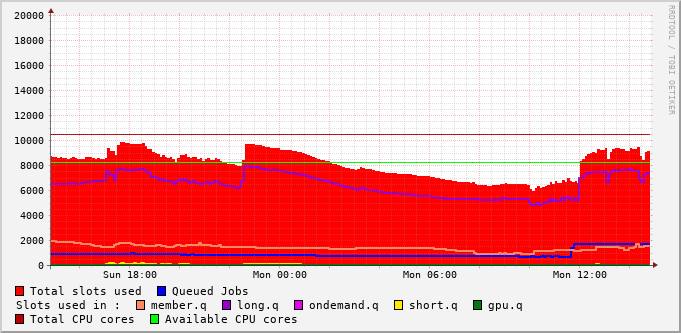 RRDTOOL / TOBI OETIKER
20000
18000
16000
14000
12000
10000
8000
6000
4000
2000
0
Sun 18:00 Mon 00:00 Mon 06:00 Mon 12:00
Total slots used Queued Jobs
Slots used in : member.q long.q ondemand.q short.q gpu.q
Total CPU cores Available CPU cores